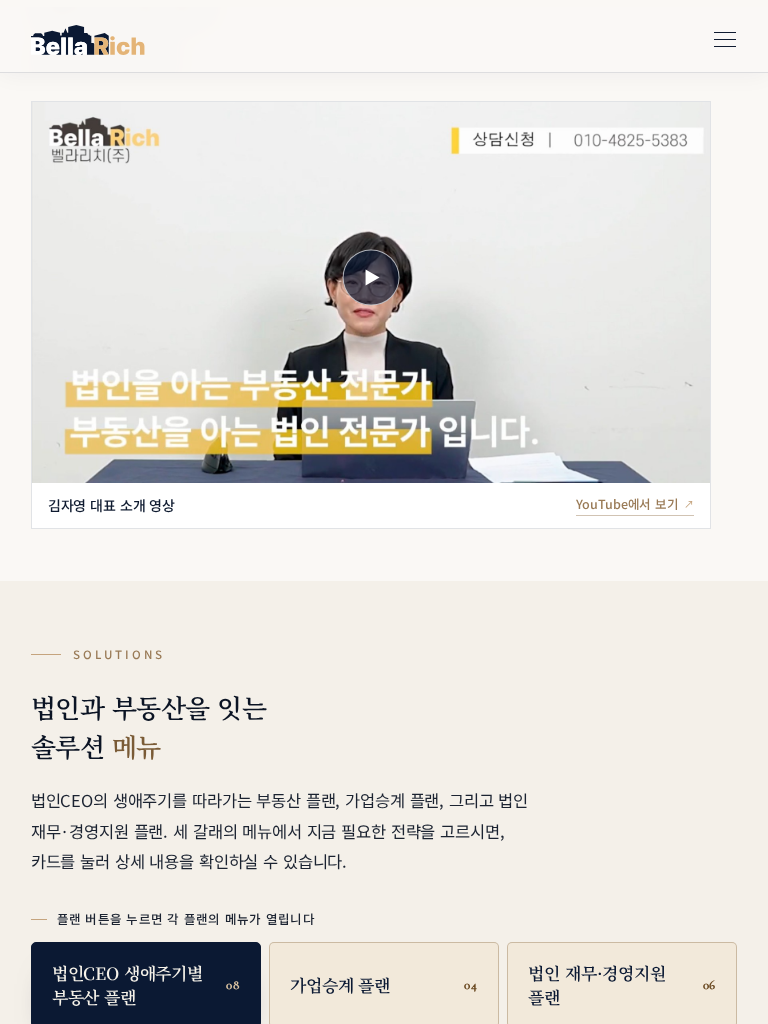 Bella Rich
Bella Rich
벨라리치(주)
상담신청 | 010-4825-5383
법인을 아는 부동산 전문가
부동산을 아는 법인 전문가 입니다.
김자영 대표 소개 영상
YouTube에서 보기 ↗
SOLUTIONS
법인과 부동산을 잇는
솔루션 메뉴
법인CEO의 생애주기를 따라가는 부동산 플랜, 가업승계 플랜, 그리고 법인
재무·경영지원 플랜. 세 갈래의 메뉴에서 지금 필요한 전략을 고르시면,
카드를 눌러 상세 내용을 확인하실 수 있습니다.
플랜 버튼을 누르면 각 플랜의 메뉴가 열립니다
법인CEO 생애주기별
부동산 플랜
08
가업승계 플랜
04
법인 재무·경영지원
플랜
06